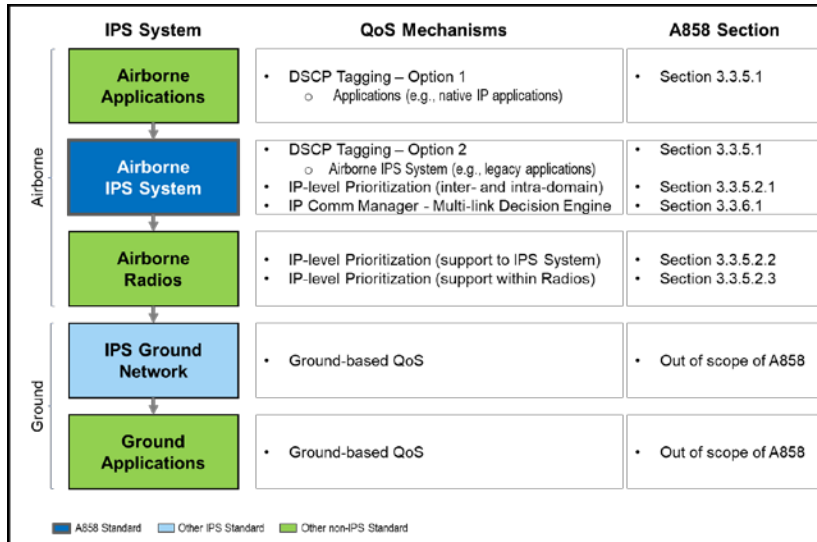 IPS System QoS Mechanisms A858 Section
Airborne
Airborne
Applications
• DSCP Tagging – Option 1
o Applications (e.g., native IP applications)
• Section 3.3.5.1
Airborne
IPS System
• DSCP Tagging – Option 2
o Airborne IPS System (e.g., legacy applications)
• IP-level Prioritization (inter- and intra-domain)
• IP Comm Manager - Multi-link Decision Engine
• Section 3.3.5.1
• Section 3.3.5.2.1
• Section 3.3.6.1
Airborne
Radios
• IP-level Prioritization (support to IPS System)
• IP-level Prioritization (support within Radios)
• Section 3.3.5.2.2
• Section 3.3.5.2.3
Ground
IPS Ground
Network
• Ground-based QoS
• Out of scope of A858
Ground
Applications
• Ground-based QoS
• Out of scope of A858
A858 Standard Other IPS Standard Other non-IPS Standard